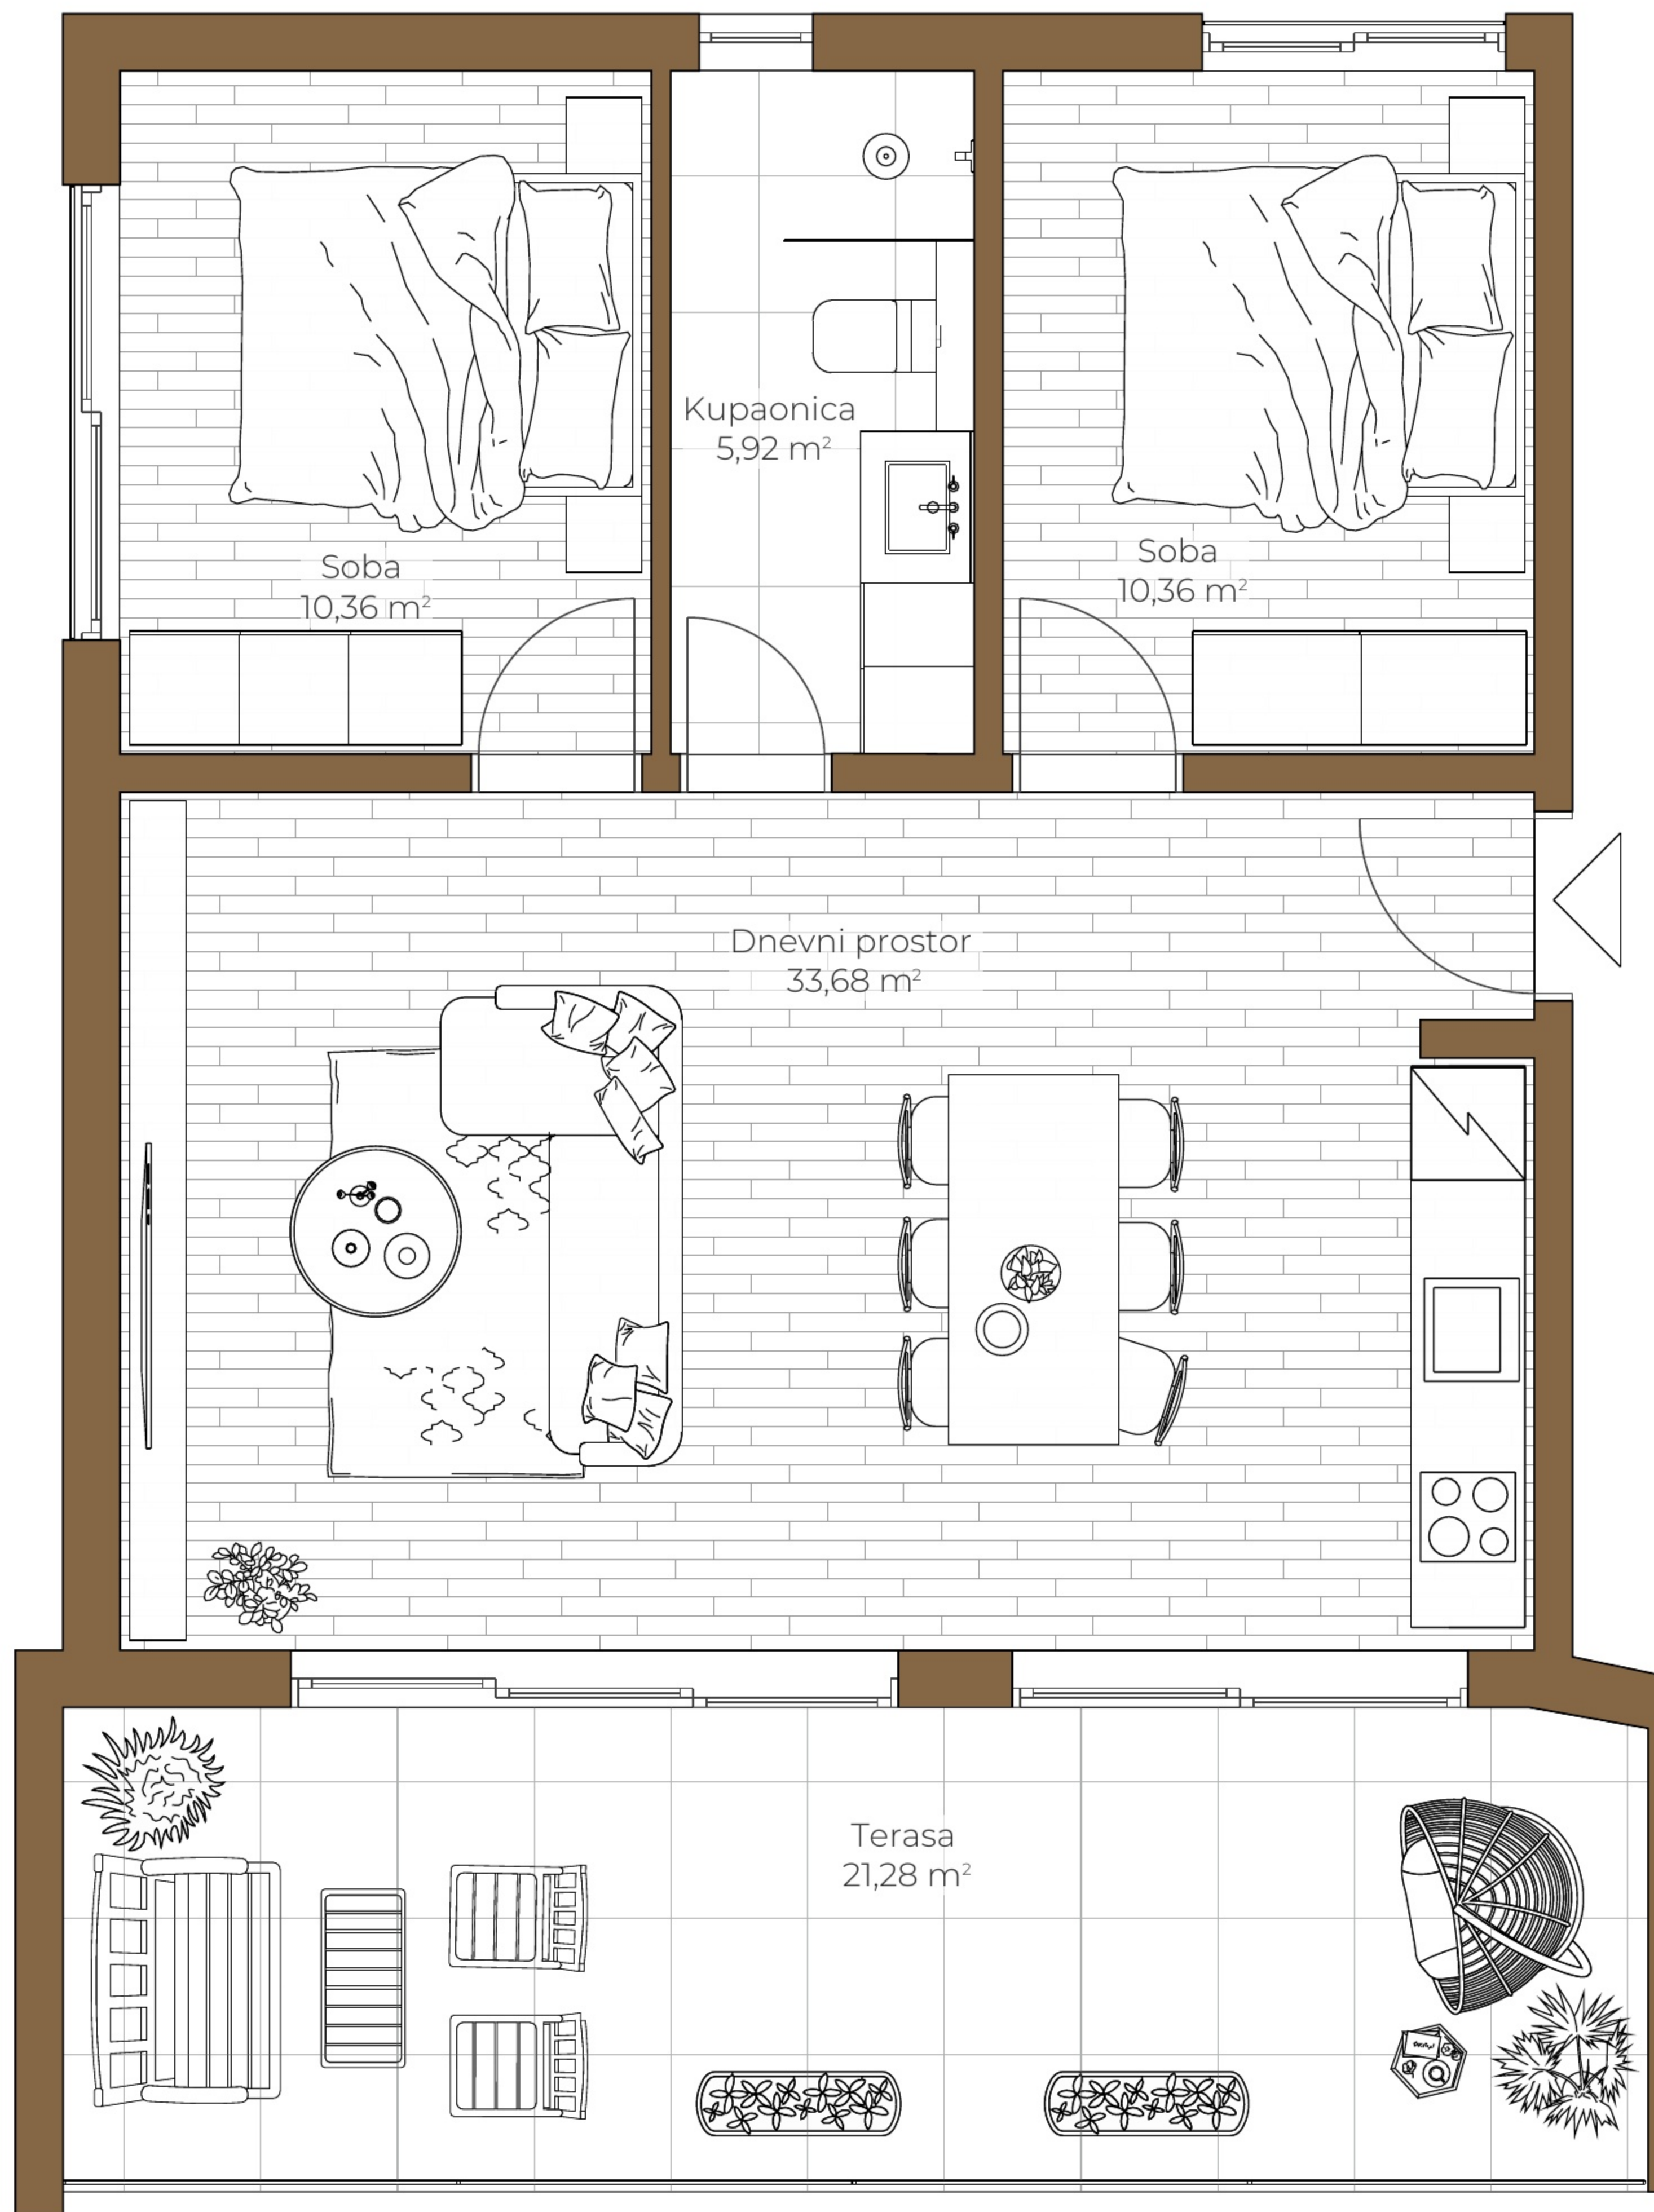 Kupaonica
5,92 m²
Soba
10,36 m²
Soba
10,36 m²
Dnevni prostor
33,68 m²
Terasa
21,28 m²